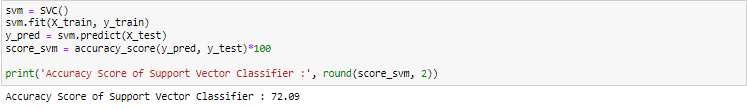 svm = SVC()
svm.fit(X_train, y_train)
y_pred = svm.predict(X_test)
score_svm = accuracy_score(y_pred, y_test)*100
print('Accuracy Score of Support Vector Classifier :', round(score_svm, 2))
Accuracy Score of Support Vector Classifier : 72.09